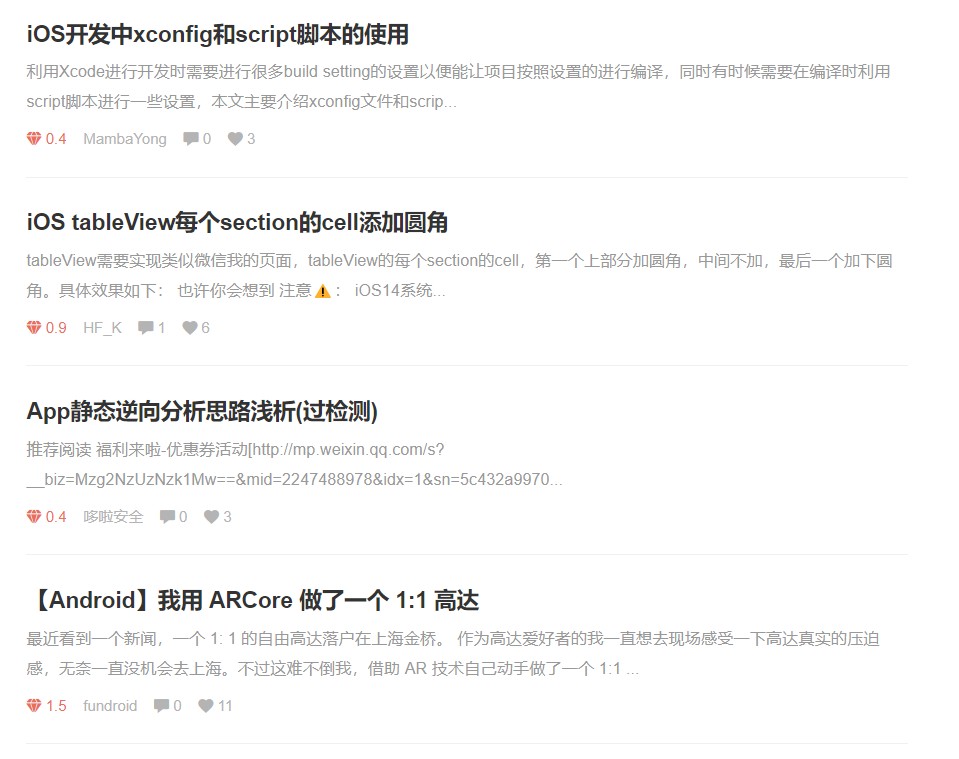 iOS开发中xconfig和script脚本的使用
利用Xcode进行开发时需要进行很多build setting的设置以便能让项目按照设置的进行编译，同时有时候需要在编译时利用
script脚本进行一些设置，本文主要介绍xconfig文件和scrip...
0.4 MambaYong 0 3
iOS tableView每个section的cell添加圆角
tableView需要实现类似微信我的页面，tableView的每个section的cell，第一个上部分加圆角，中间不加，最后一个加下圆
角。具体效果如下： 也许你会想到 注意⚠️： iOS14系统...
0.9 HF_K 1 6
App静态逆向分析思路浅析(过检测)
推荐阅读 福利来啦-优惠券活动[http://mp.weixin.qq.com/s?
__biz=Mzg2NzUzNzk1Mw==&mid=2247488978&idx=1&sn=5c432a9970...
0.4 哆啦安全 0 3
【Android】我用 ARCore 做了一个 1:1 高达
最近看到一个新闻，一个 1: 1 的自由高达落户在上海金桥。 作为高达爱好者的我一直想去现场感受一下高达真实的压迫
感，无奈一直没机会去上海。不过这难不倒我，借助 AR 技术自己动手做了一个 1:1 ...
1.5 fundroid 0 11